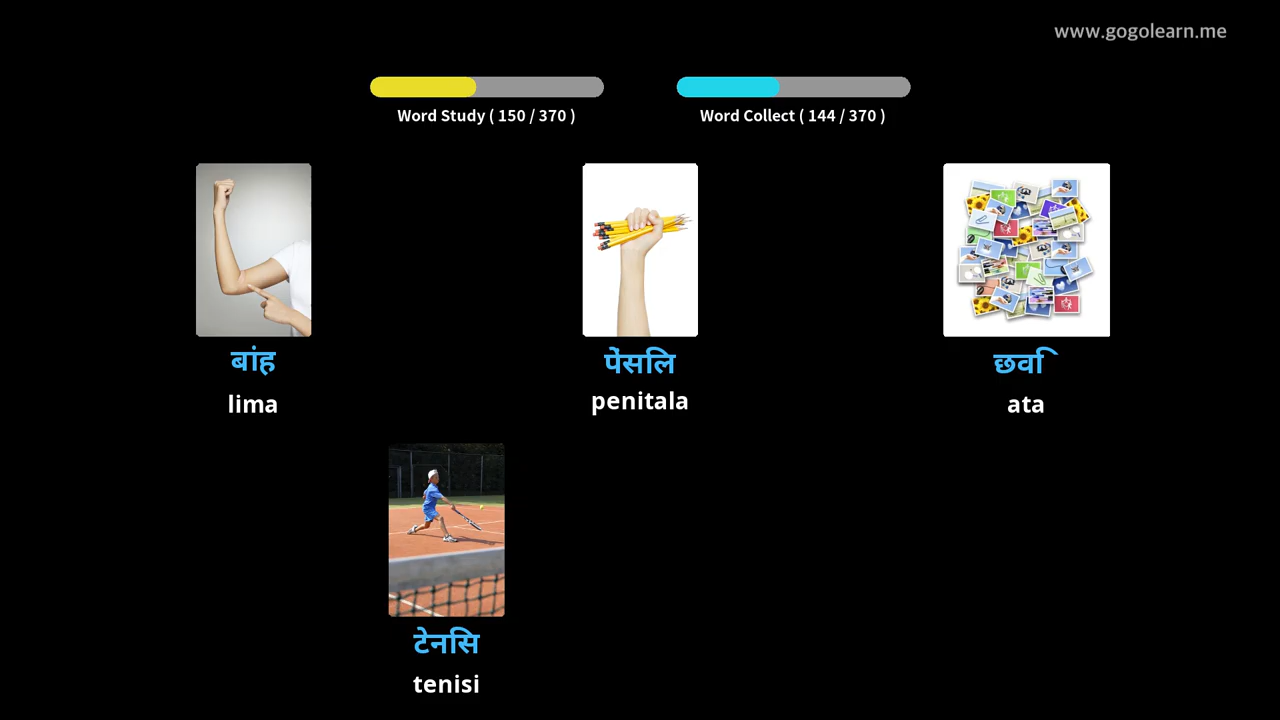 www.gogolearn.me
Word Study ( 150 / 370 )
Word Collect ( 144 / 370 )
बांह
पेंसिल
छवि
lima
penitala
ata
टेनिस
tenisi